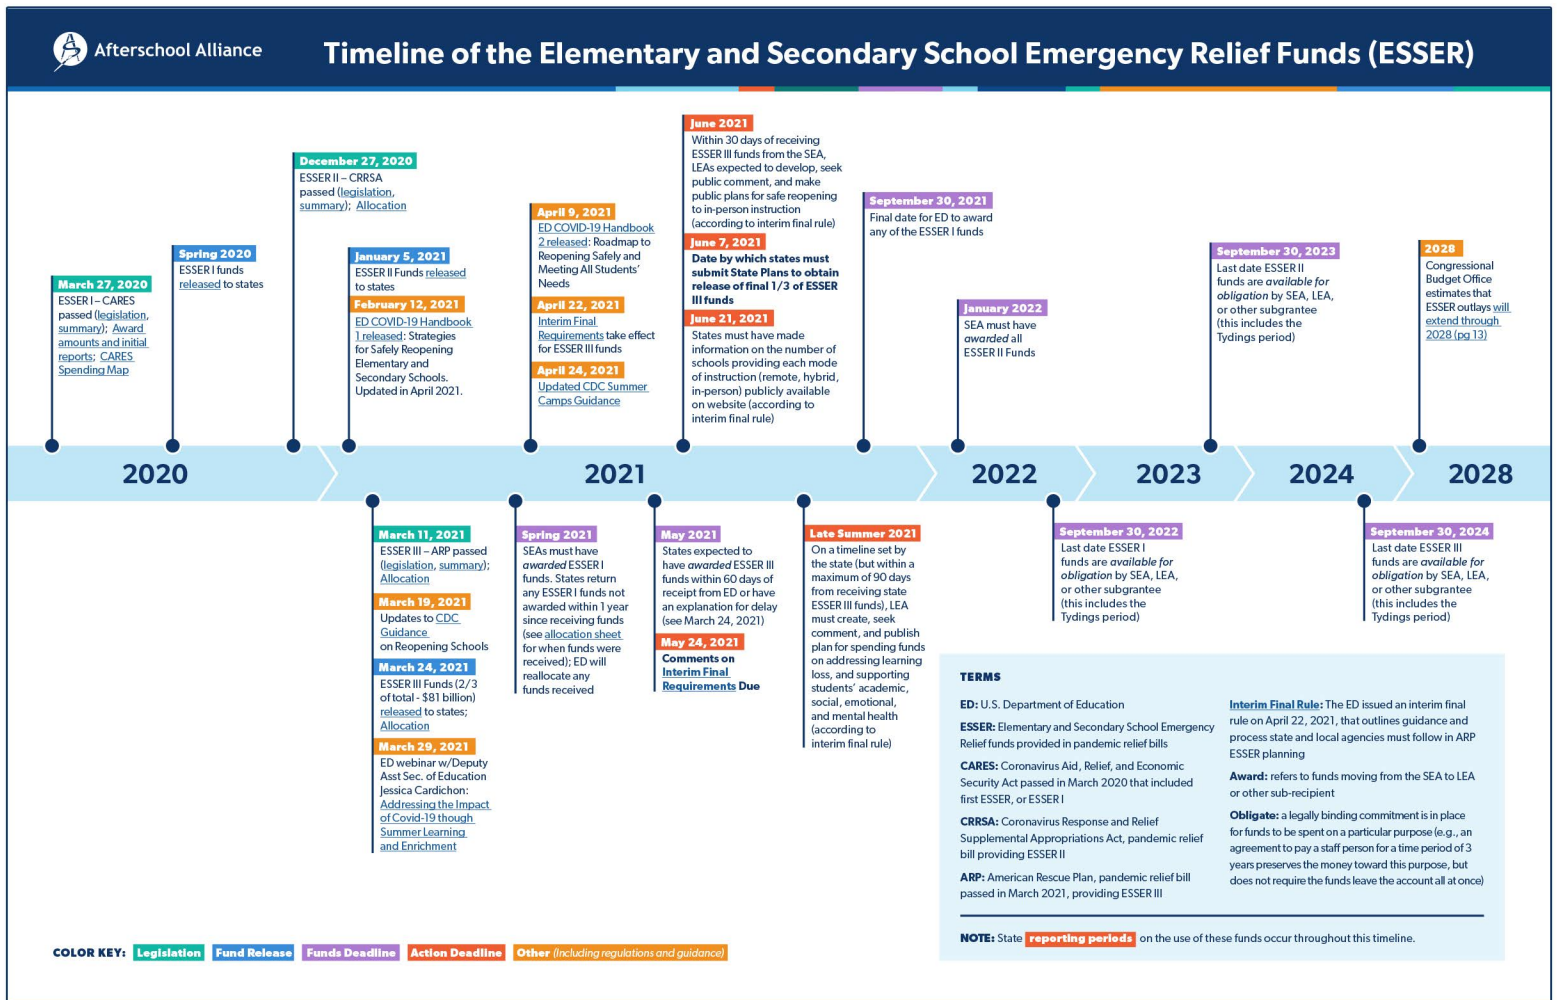 Afterschool Alliance
Timeline of the Elementary and Secondary School Emergency Relief Funds (ESSER)
March 27, 2020
ESSER I – CARES
passed (legislation,
summary); Award
amounts and initial
reports; CARES
Spending Map
Spring 2020
ESSER I funds
released to states
December 27, 2020
ESSER II – CRRSA
passed (legislation,
summary); Allocation
January 5, 2021
ESSER II Funds released
to states
February 12, 2021
ED COVID-19 Handbook
1 released: Strategies
for Safely Reopening
Elementary and
Secondary Schools.
Updated in April 2021.
April 9, 2021
ED COVID-19 Handbook
2 released: Roadmap to
Reopening Safely and
Meeting All Students’
Needs
April 22, 2021
Interim Final
Requirements take effect
for ESSER III funds
April 24, 2021
Updated CDC Summer
Camps Guidance
June 2021
Within 30 days of receiving
ESSER III funds from the SEA,
LEAs expected to develop, seek
public comment, and make
public plans for safe reopening
to in-person instruction
(according to interim final rule)
June 7, 2021
Date by which states must
submit State Plans to obtain
release of final 1/3 of ESSER
III funds
June 21, 2021
States must have made
information on the number of
schools providing each mode
of instruction (remote, hybrid,
in-person) publicly available
on website (according to
interim final rule)
September 30, 2021
Final date for ED to award
any of the ESSER I funds
January 2022
SEA must have
awarded all
ESSER II Funds
September 30, 2023
Last date ESSER II
funds are available for
obligation by SEA, LEA,
or other subgrantee
(this includes the
Tydings period)
2028
Congressional
Budget Office
estimates that
ESSER outlays will
extend through
2028 (pg 13)
2020
2021
2022
2023
2024
2028
March 11, 2021
ESSER III – ARP passed
(legislation, summary);
Allocation
March 19, 2021
Updates to CDC
Guidance
on Reopening Schools
March 24, 2021
ESSER III Funds (2/3
of total - $81 billion)
released to states;
Allocation
March 29, 2021
ED webinar w/Deputy
Asst Sec. of Education
Jessica Cardichon:
Addressing the Impact
of Covid-19 though
Summer Learning
and Enrichment
Spring 2021
SEAs must have
awarded ESSER I
funds. States return
any ESSER I funds not
awarded within 1 year
since receiving funds
(see allocation sheet
for when funds were
received); ED will
reallocate any
funds received
May 2021
States expected to
have awarded ESSER III
funds within 60 days of
receipt from ED or have
an explanation for delay
(see March 24, 2021)
May 24, 2021
Comments on
Interim Final
Requirements Due
Late Summer 2021
On a timeline set by
the state (but within a
maximum of 90 days
from receiving state
ESSER III funds), LEA
must create, seek
comment, and publish
plan for spending funds
on addressing learning
loss, and supporting
students’ academic,
social, emotional,
and mental health
(according to
interim final rule)
September 30, 2022
Last date ESSER I
funds are available for
obligation by SEA, LEA,
or other subgrantee
(this includes the
Tydings period)
September 30, 2024
Last date ESSER III
funds are available for
obligation by SEA, LEA,
or other subgrantee
(this includes the
Tydings period)
TERMS
ED: U.S. Department of Education
ESSER: Elementary and Secondary School Emergency
Relief funds provided in pandemic relief bills
CARES: Coronavirus Aid, Relief, and Economic
Security Act passed in March 2020 that included
first ESSER, or ESSER I
CRRSA: Coronavirus Response and Relief
Supplemental Appropriations Act, pandemic relief
bill providing ESSER II
ARP: American Rescue Plan, pandemic relief bill
passed in March 2021, providing ESSER III
Interim Final Rule: The ED issued an interim final
rule on April 22, 2021, that outlines guidance and
process state and local agencies must follow in ARP
ESSER planning
Award: refers to funds moving from the SEA to LEA
or other sub-recipient
Obligate: a legally binding commitment is in place
for funds to be spent on a particular purpose (e.g., an
agreement to pay a staff person for a time period of 3
years preserves the money toward this purpose, but
does not require the funds leave the account all at once)
NOTE: State reporting periods on the use of these funds occur throughout this timeline.
COLOR KEY: Legislation Fund Release Funds Deadline Action Deadline Other (Including regulations and guidance)